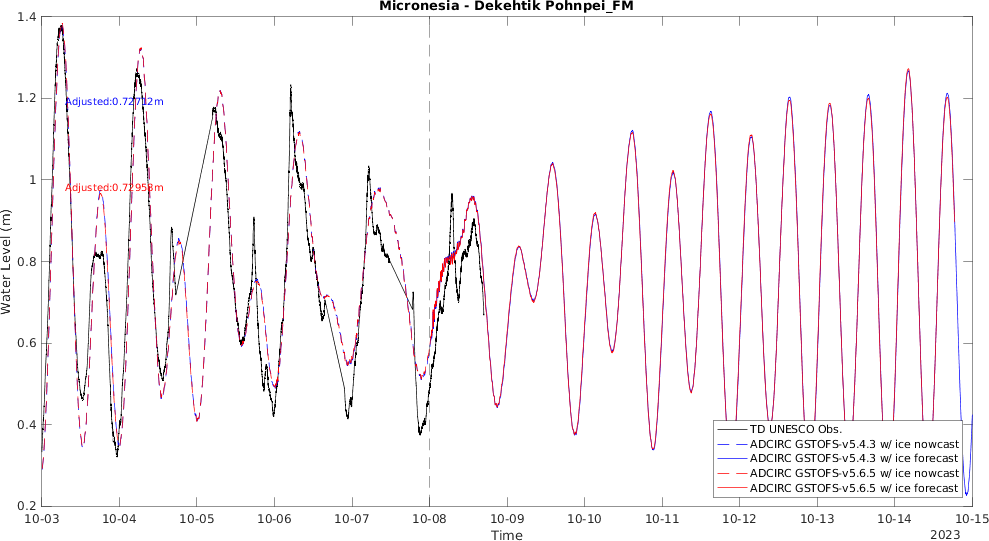 Micronesia - Dekehtik Pohnpei_FM
Water Level (m)
1.4
1.2
1
0.8
0.6
0.4
0.2
Adjusted:0.72712m
Adjusted:0.72953m
TD UNESCO Obs.
ADCIRC GSTOFS-v5.4.3 w/ ice nowcast
ADCIRC GSTOFS-v5.4.3 w/ ice forecast
ADCIRC GSTOFS-v5.6.5 w/ ice nowcast
ADCIRC GSTOFS-v5.6.5 w/ ice forecast
10-03 10-04 10-05 10-06 10-07 10-08 10-09 10-10 10-11 10-12 10-13 10-14 10-15
Time
2023